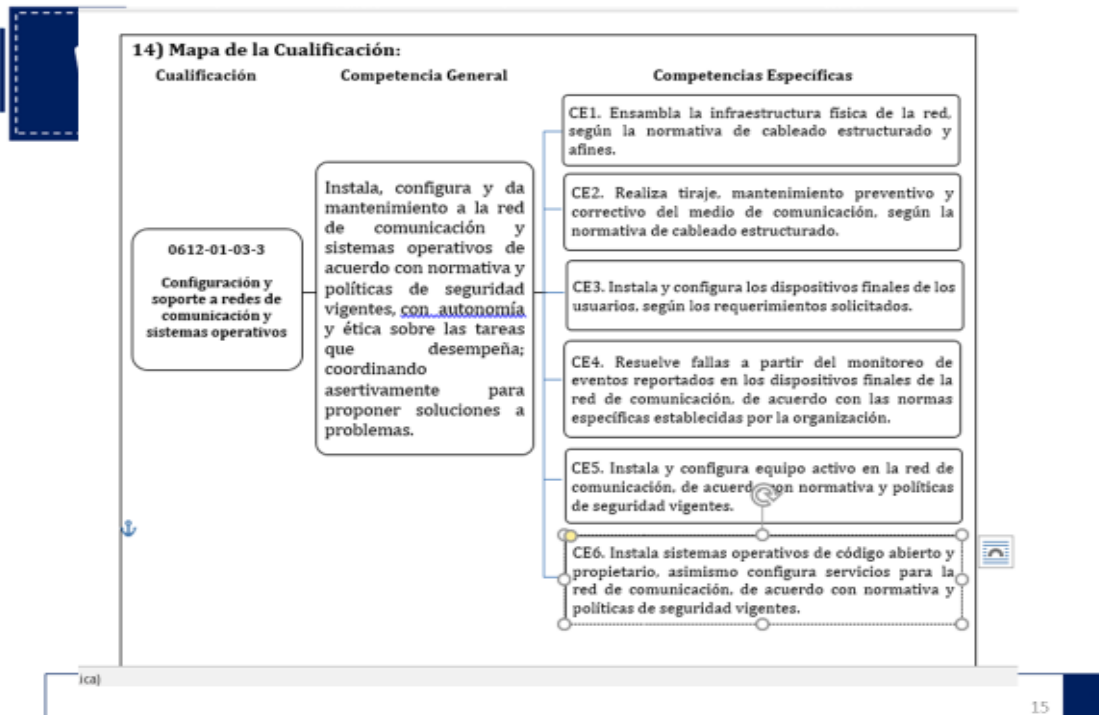 14) Mapa de la Cualificación:
Cualificación
Competencia General
Competencias Específicas
0612-01-03-3
Configuración y
soporte a redes de
comunicación y
sistemas operativos
Instala, configura y da
mantenimiento a la red
de comunicación y
sistemas operativos de
acuerdo con normativa y
políticas de seguridad
vigentes, con autonomía
y ética sobre las tareas
que desempeña;
coordinando
asertivamente para
proponer soluciones a
problemas.
CE1. Ensambla la infraestructura física de la red,
según la normativa de cableado estructurado y
afines.
CE2. Realiza tiraje, mantenimiento preventivo y
correctivo del medio de comunicación, según la
normativa de cableado estructurado.
CE3. Instala y configura los dispositivos finales de los
usuarios, según los requerimientos solicitados.
CE4. Resuelve fallas a partir del monitoreo de
eventos reportados en los dispositivos finales de la
red de comunicación, de acuerdo con las normas
específicas establecidas por la organización.
CE5. Instala y configura equipo activo en la red de
comunicación, de acuerdo con normativa y políticas
de seguridad vigentes.
CE6. Instala sistemas operativos de código abierto y
propietario, asimismo configura servicios para la
red de comunicación, de acuerdo con normativa y
políticas de seguridad vigentes.
ica)
15